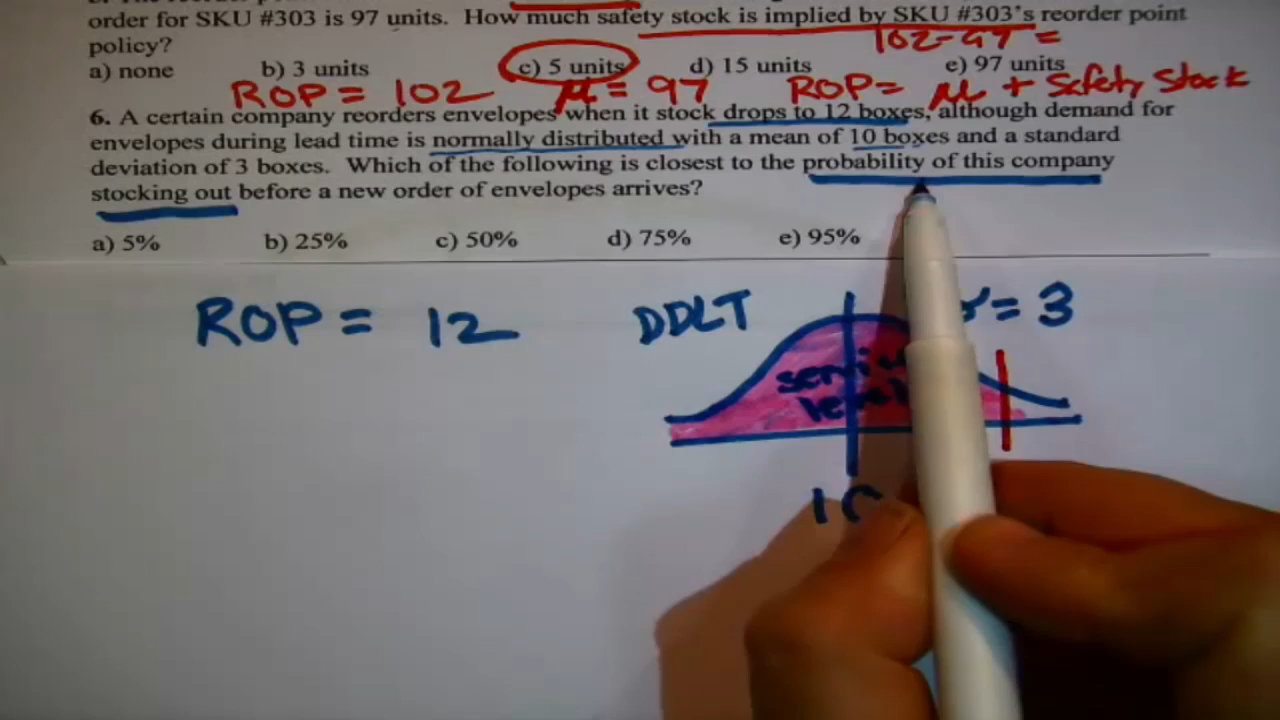 order for SKU #303 is 97 units. How much safety stock is implied by SKU #303's reorder point
102-97 =
policy?
a) none b) 3 units c) 5 units d) 15 units e) 97 units
ROP = 102 μ = 97 ROP = μ + Safety Stock
6. A certain company reorders envelopes when it stock drops to 12 boxes, although demand for
envelopes during lead time is normally distributed with a mean of 10 boxes and a standard
deviation of 3 boxes. Which of the following is closest to the probability of this company
stocking out before a new order of envelopes arrives?
a) 5% b) 25% c) 50% d) 75% e) 95%
ROP = 12 DDLT = 3
level
10